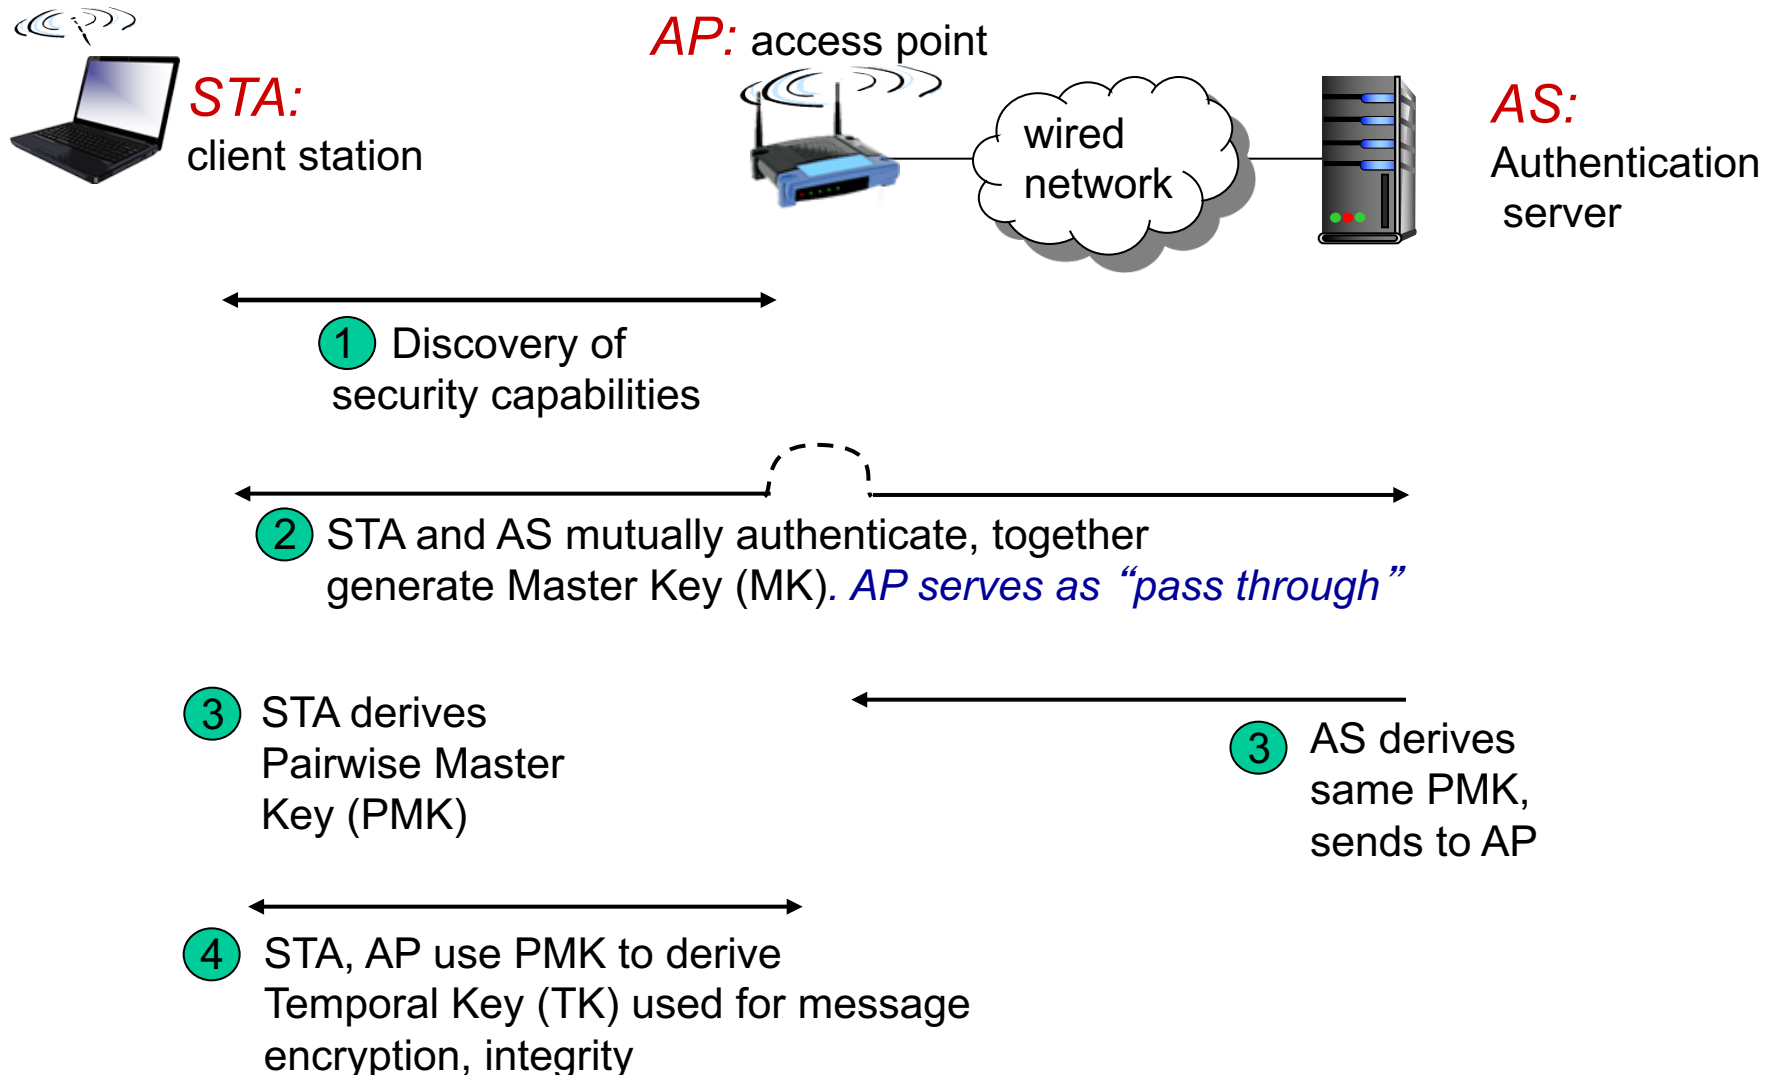 AP: access point
STA:
client station
wired
network
AS:
Authentication
server
1 Discovery of
security capabilities
2 STA and AS mutually authenticate, together
generate Master Key (MK). AP serves as “pass through”
3 STA derives
Pairwise Master
Key (PMK)
3 AS derives
same PMK,
sends to AP
4 STA, AP use PMK to derive
Temporal Key (TK) used for message
encryption, integrity